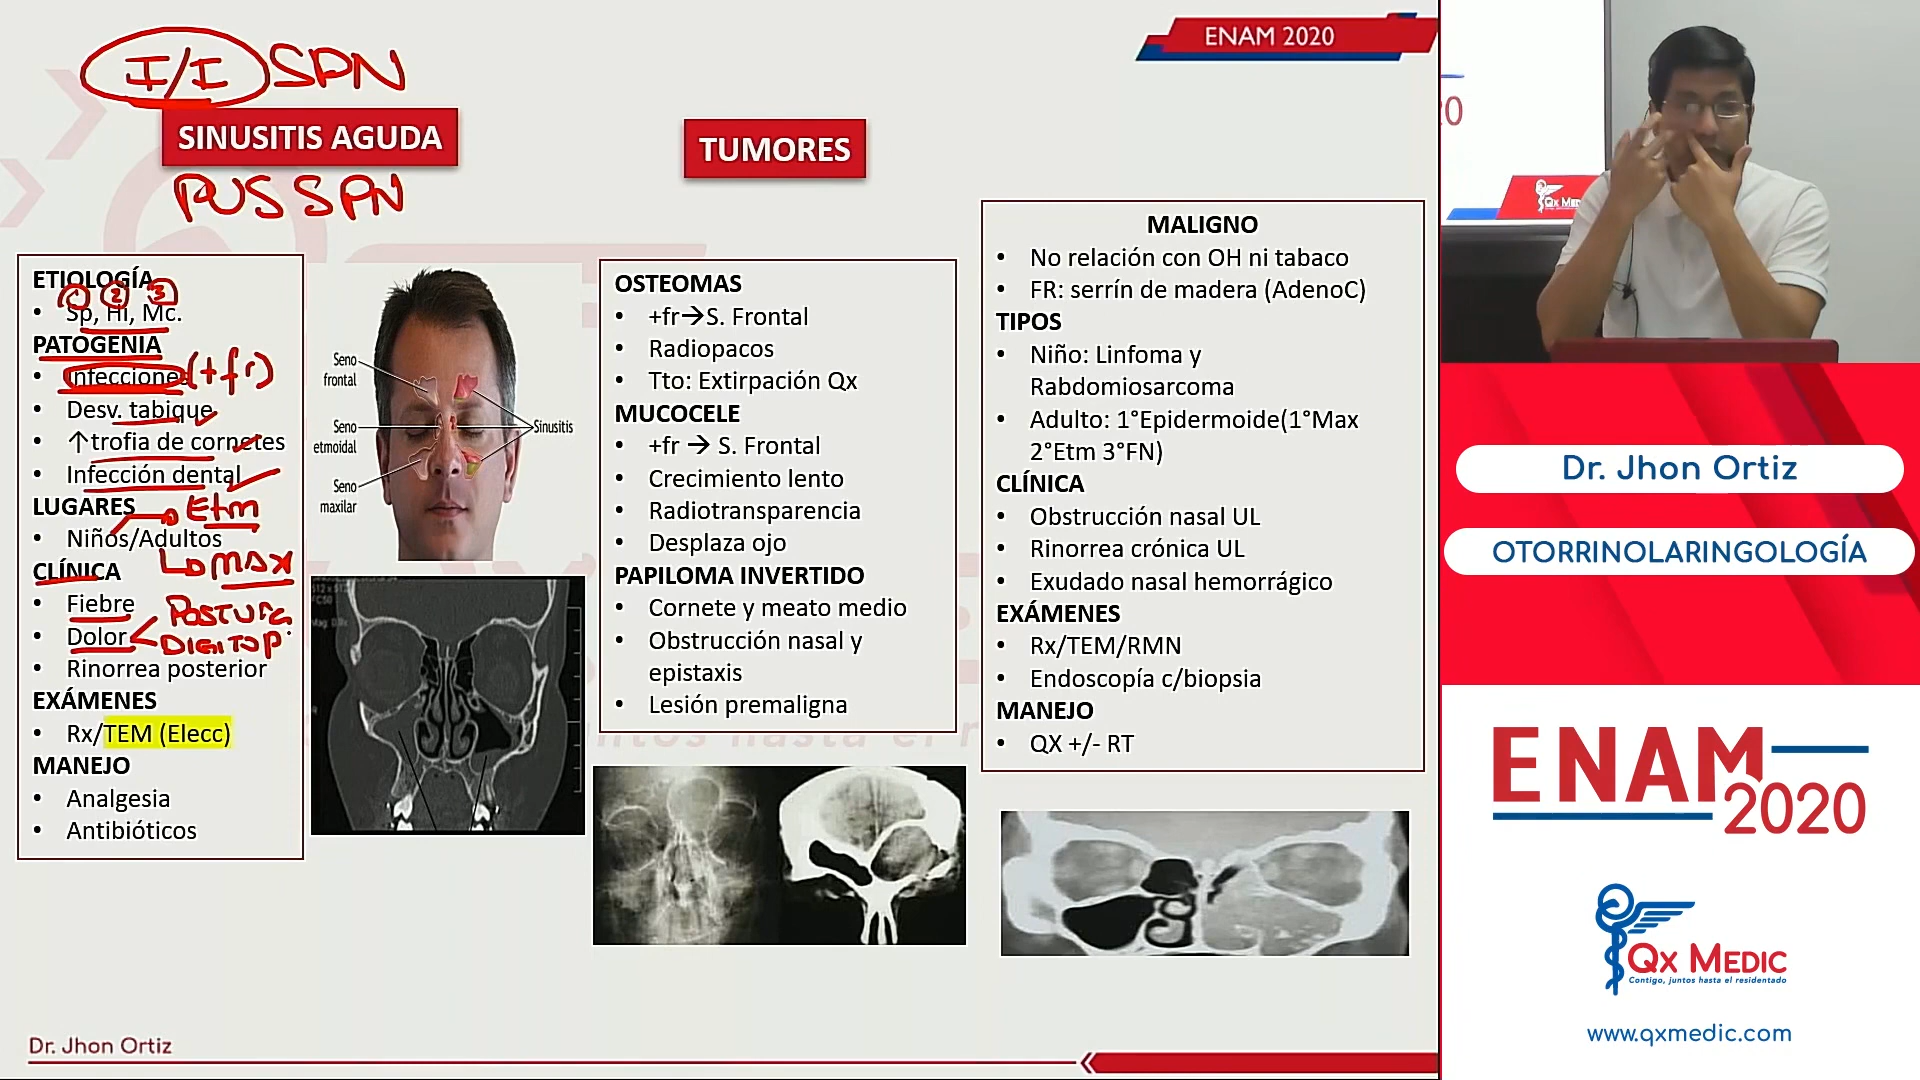 ENAM 2020
I/I SPN
SINUSITIS AGUDA
PUS SPN
ETIOLOGÍA
① ② ③
• Sp, Hi, Mc.
PATOGENIA
• Infecciones (+fr)
• Desv. tabique
• ↑trofia de cornetes
• Infección dental
LUGARES
Etm
• Niños/Adultos
MAX
CLÍNICA
• Fiebre
POSTURA
• Dolor
DIGITOP.
• Rinorrea posterior
EXÁMENES
• Rx/TEM (Elecc)
MANEJO
• Analgesia
• Antibióticos
Seno
frontal
Seno
etmoidal
Seno
maxilar
Sinusitis
TUMORES
OSTEOMAS
• +fr→S. Frontal
• Radiopacos
• Tto: Extirpación Qx
MUCOCELE
• +fr → S. Frontal
• Crecimiento lento
• Radiotransparencia
• Desplaza ojo
PAPILOMA INVERTIDO
• Cornete y meato medio
• Obstrucción nasal y
epistaxis
• Lesión premaligna
MALIGNO
• No relación con OH ni tabaco
• FR: serrín de madera (AdenoC)
TIPOS
• Niño: Linfoma y
Rabdomiosarcoma
• Adulto: 1°Epidermoide(1°Max
2°Etm 3°FN)
CLÍNICA
• Obstrucción nasal UL
• Rinorrea crónica UL
• Exudado nasal hemorrágico
EXÁMENES
• Rx/TEM/RMN
• Endoscopía c/biopsia
MANEJO
• QX +/- RT
Dr. Jhon Ortiz
20
Qx Medic
Dr. Jhon Ortiz
OTORRINOLARINGOLOGÍA
ENAM
2020
Qx Medic
Contigo, juntos hasta el residentado
www.qxmedic.com